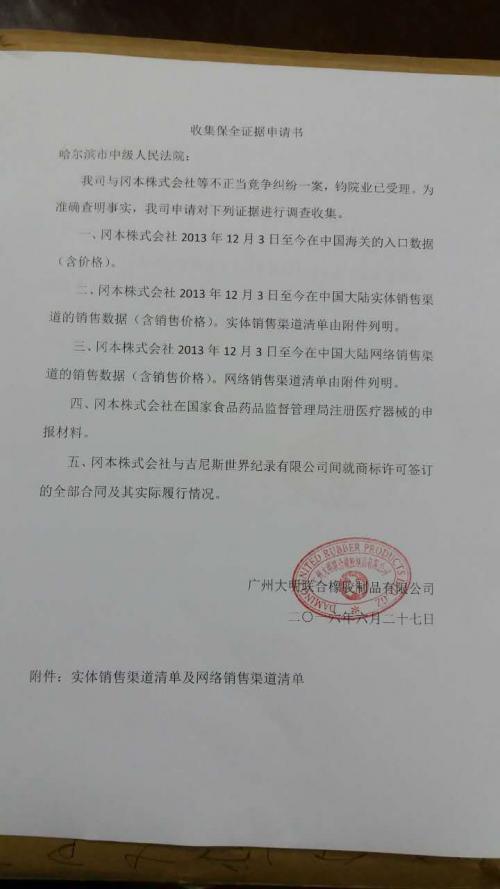 收集保全证据申请书
哈尔滨市中级人民法院：
我司与冈本株式会社等不正当竞争纠纷一案，钧院业已受理。为
准确查明事实，我司申请对下列证据进行调查收集。
一、冈本株式会社 2013 年 12 月 3 日至今在中国海关的入口数据
（含价格）。
二、冈本株式会社 2013 年 12 月 3 日至今在中国大陆实体销售渠
道的销售数据（含销售价格）。实体销售渠道清单由附件列明。
三、冈本株式会社 2013 年 12 月 3 日至今在中国大陆网络销售渠
道的销售数据（含销售价格）。网络销售渠道清单由附件列明。
四、冈本株式会社在国家食品药品监督管理局注册医疗器械的申
报材料。
五、冈本株式会社与吉尼斯世界纪录有限公司间就商标许可签订
的全部合同及其实际履行情况。
UNITED RUBBER PRODUCTS
广州大明联合橡胶制品有限公司
二〇一六年六月二十七日
附件：实体销售渠道清单及网络销售渠道清单